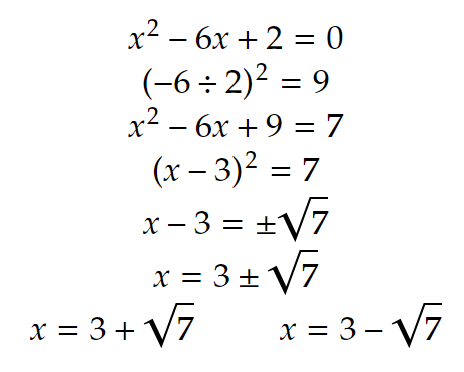 x² − 6x + 2 = 0
(−6 ÷ 2)² = 9
x² − 6x + 9 = 7
(x − 3)² = 7
x − 3 = ±√7
x = 3 ± √7
x = 3 + √7 x = 3 − √7